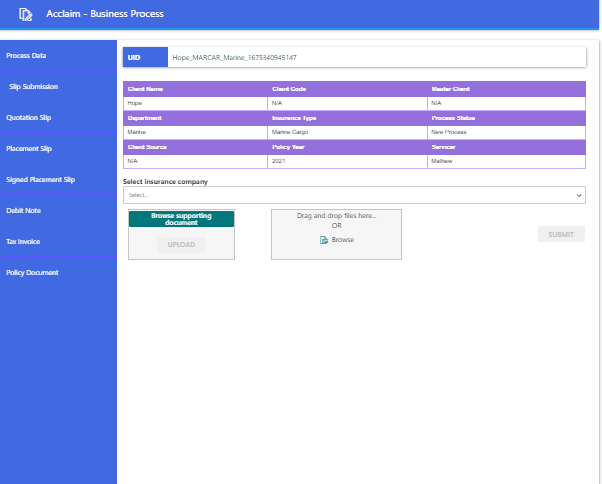 Acclaim - Business Process
Process Data
Slip Submission
Quotation Slip
Placement Slip
Signed Placement Slip
Debit Note
Tax Invoice
Policy Document
UID Hope_MARCAR_Marine_1675340945147
Client Name Client Code Master Client
Hope N/A N/A
Department Insurance Type Process Status
Marine Marine Cargo New Process
Client Source Policy Year Servicer
N/A 2021 Mathew
Select insurance company
Select...
Browse supporting
document
UPLOAD
Drag and drop files here...
OR
Browse
SUBMIT